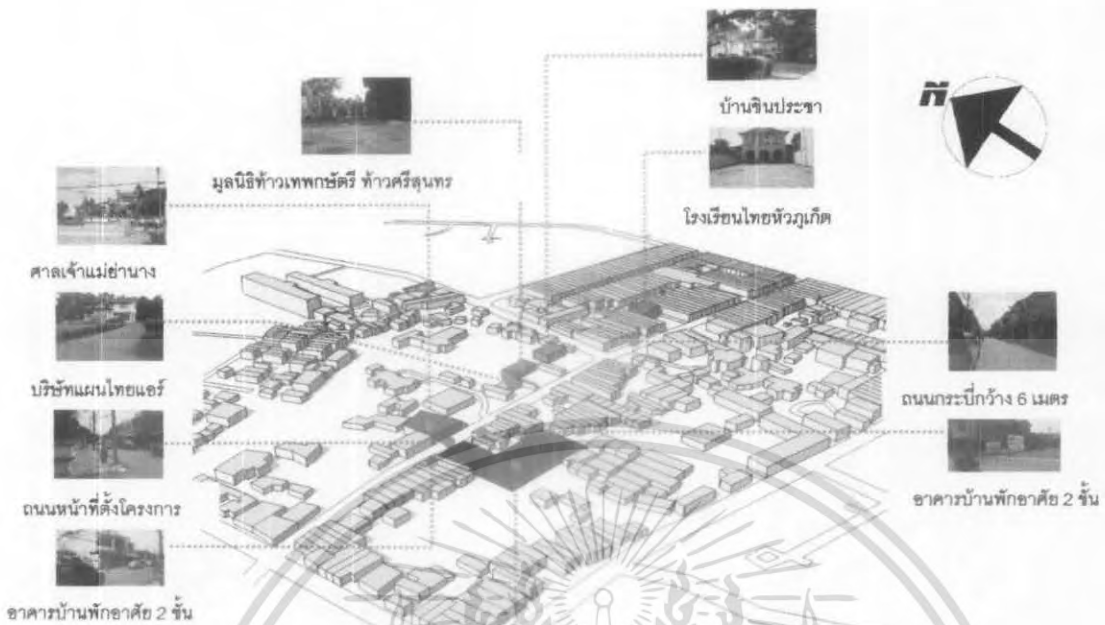 บ้านชินประชา
N
มูลนิธิท้าวเทพกษัตรี ท้าวศรีสุนทร
โรงเรียนไทยหัวภูเก็ต
ศาลเจ้าแม่ย่านาง
บริษัทแผนไทยแอร์
ถนนกระบี่กว้าง 6 เมตร
ถนนหน้าที่ตั้งโครงการ
อาคารบ้านพักอาศัย 2 ชั้น
อาคารบ้านพักอาศัย 2 ชั้น